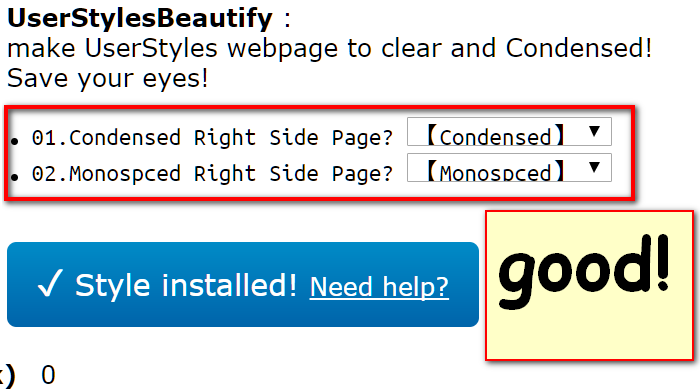 UserStylesBeautify :
make UserStyles webpage to clear and Condensed!
Save your eyes!
• 01.Condensed Right Side Page? 【Condensed】 ▼
• 02.Monospced Right Side Page? 【Monospced】 ▼
✓ Style installed! Need help?
good!
) 0